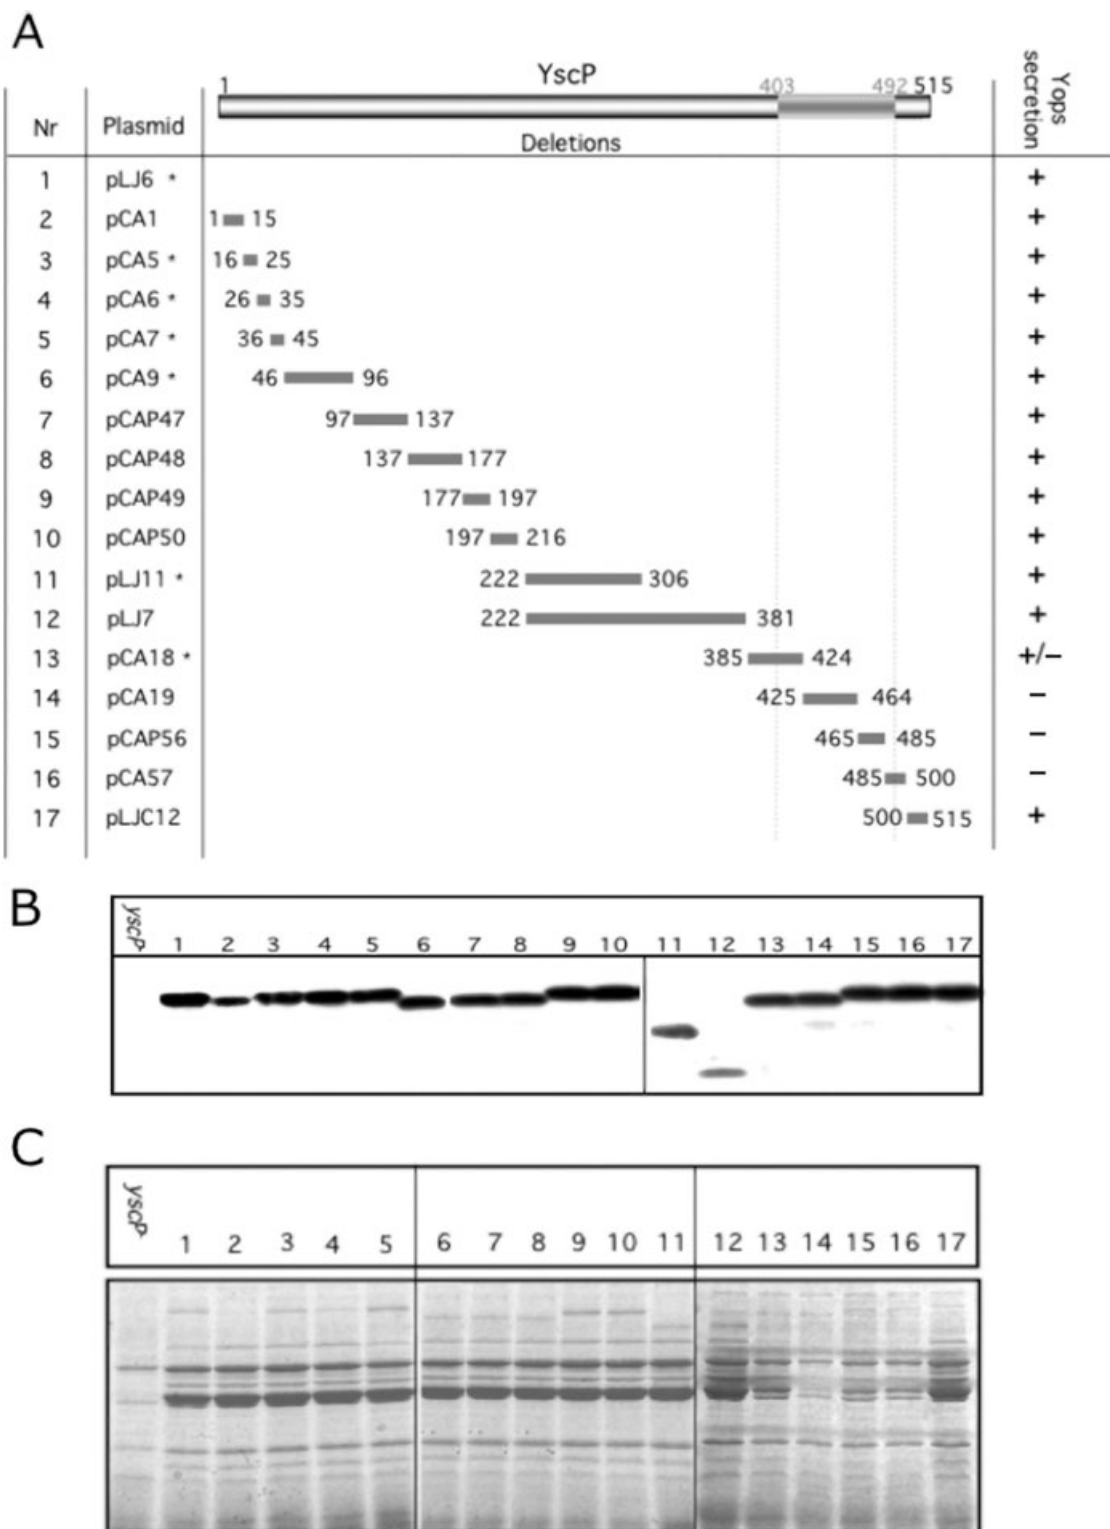 A
YscP
1 403 492 515
Yops secretion
Nr Plasmid Deletions
1 pLJ6 * +
2 pCA1 1 15 +
3 pCA5 * 16 25 +
4 pCA6 * 26 35 +
5 pCA7 * 36 45 +
6 pCA9 * 46 96 +
7 pCAP47 97 137 +
8 pCAP48 137 177 +
9 pCAP49 177 197 +
10 pCAP50 197 216 +
11 pLJ11 * 222 306 +
12 pLJ7 222 381 +
13 pCA18 * 385 424 +/−
14 pCA19 425 464 −
15 pCAP56 465 485 −
16 pCA57 485 500 −
17 pLJC12 500 515 +
B
yscP- 1 2 3 4 5 6 7 8 9 10 11 12 13 14 15 16 17
C
yscP- 1 2 3 4 5 6 7 8 9 10 11 12 13 14 15 16 17